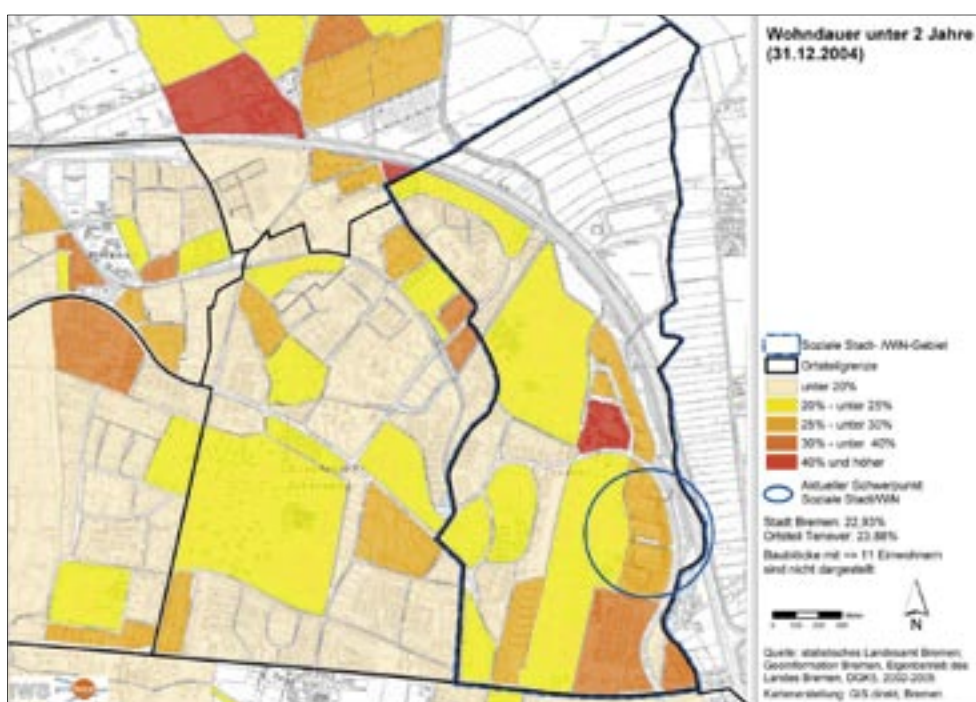 Wohndauer unter 2 Jahre
(31.12.2004)
Soziale Stadt- /WiN-Gebiet
Ortsteilgrenze
unter 20%
20% - unter 25%
25% - unter 30%
30% - unter 40%
40% und höher
Aktueller Schwerpunkt
Soziale Stadt/WiN
Stadt Bremen: 22,93%
Ortsteil Tenever: 23,88%
Baublöcke mit <= 11 Einwohnern
sind nicht dargestellt
N
Quelle: statistisches Landesamt Bremen;
Geoinformation Bremen, Eigenbetrieb des
Landes Bremen, DGK5, 2002-2005
Kartenerstellung: GIS direkt, Bremen